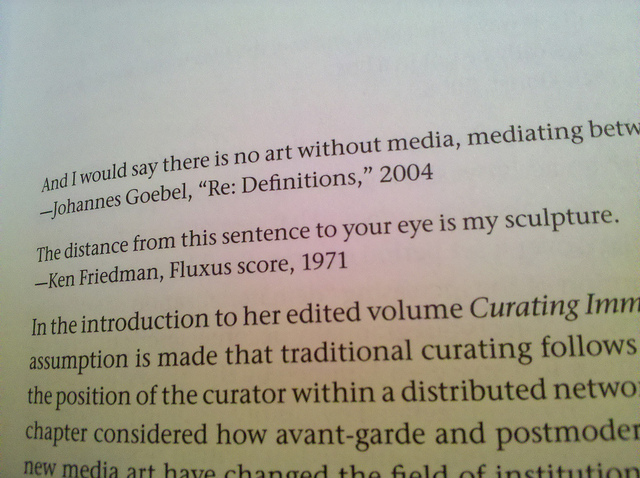 And I would say there is no art without media, mediating betw
—Johannes Goebel, “Re: Definitions,” 2004
The distance from this sentence to your eye is my sculpture.
—Ken Friedman, Fluxus score, 1971
In the introduction to her edited volume Curating Imm
assumption is made that traditional curating follows
the position of the curator within a distributed netwo
chapter considered how avant-garde and postmoder
new media art have changed the field of institution